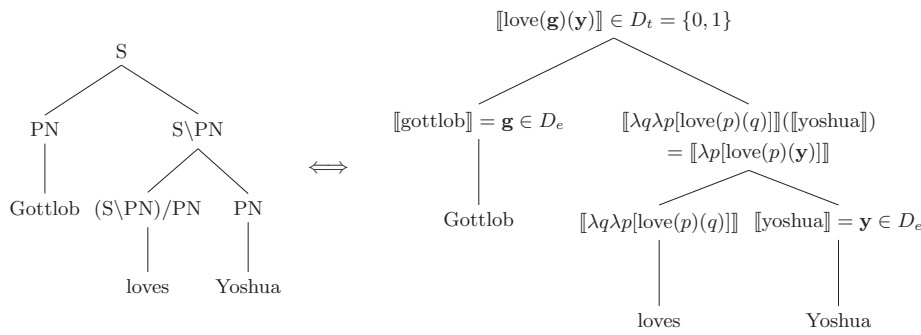 ⟦love(g)(y)⟧ ∈ D_t = {0, 1}
S
PN S\PN
⟦gottlob⟧ = g ∈ D_e ⟦λqλp[love(p)(q)]⟧(⟦yoshua⟧)
= ⟦λp[love(p)(y)]⟧
⟺
Gottlob (S\PN)/PN PN
Gottlob ⟦λqλp[love(p)(q)]⟧ ⟦yoshua⟧ = y ∈ D_e
loves Yoshua
loves Yoshua